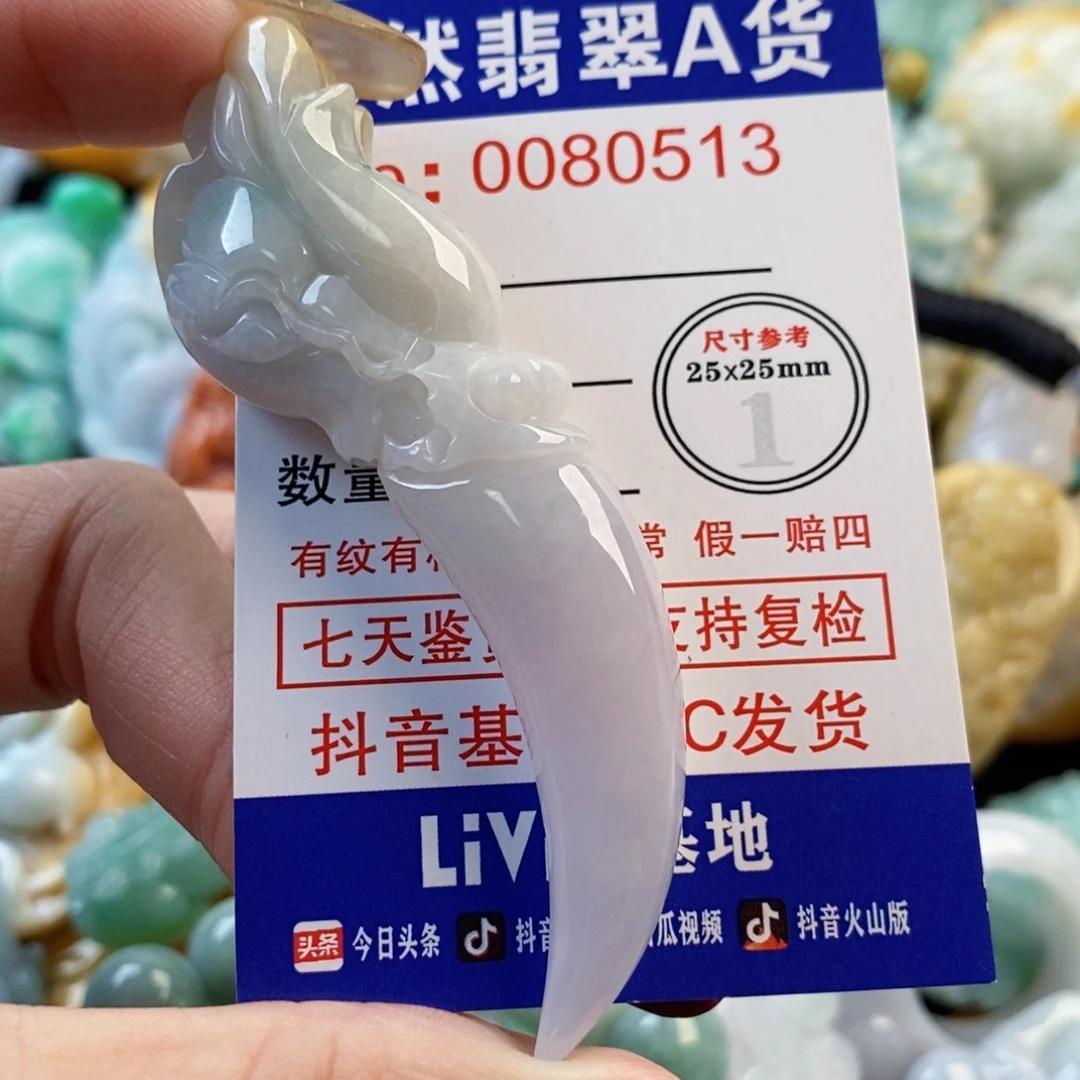 然翡翠A货
: 0080513
尺寸参考
25x25mm
1
数量
有纹有 常 假一赔四
七天鉴 支持复检
抖音基 C发货
LiV 基地
头条 今日头条 抖音 瓜视频 抖音火山版